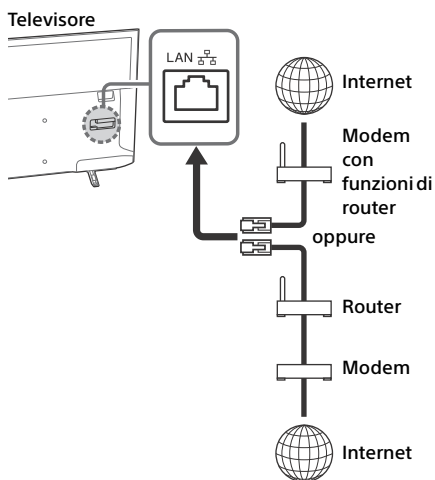 Televisore
LAN
Internet
Modem
con
funzioni di
router
oppure
Router
Modem
Internet